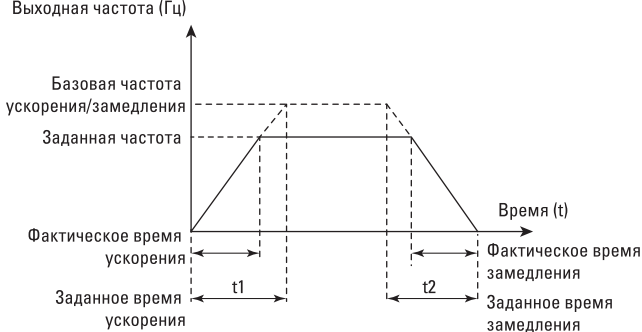 Выходная частота (Гц)
Базовая частота
ускорения/замедления
Заданная частота
Время (t)
Фактическое время
ускорения
Фактическое время
замедления
t1
t2
Заданное время
ускорения
Заданное время
замедления